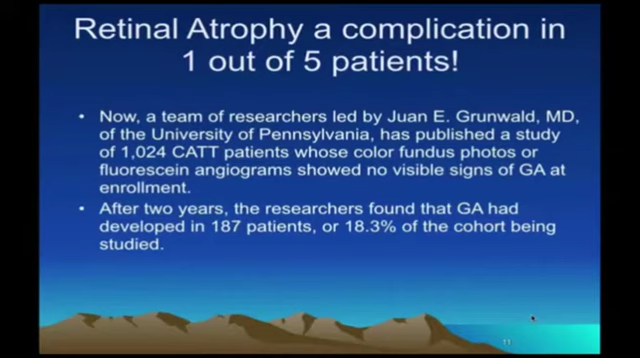 Retinal Atrophy a complication in
1 out of 5 patients!
• Now, a team of researchers led by Juan E. Grunwald, MD,
of the University of Pennsylvania, has published a study
of 1,024 CATT patients whose color fundus photos or
fluorescein angiograms showed no visible signs of GA at
enrollment.
• After two years, the researchers found that GA had
developed in 187 patients, or 18.3% of the cohort being
studied.
11